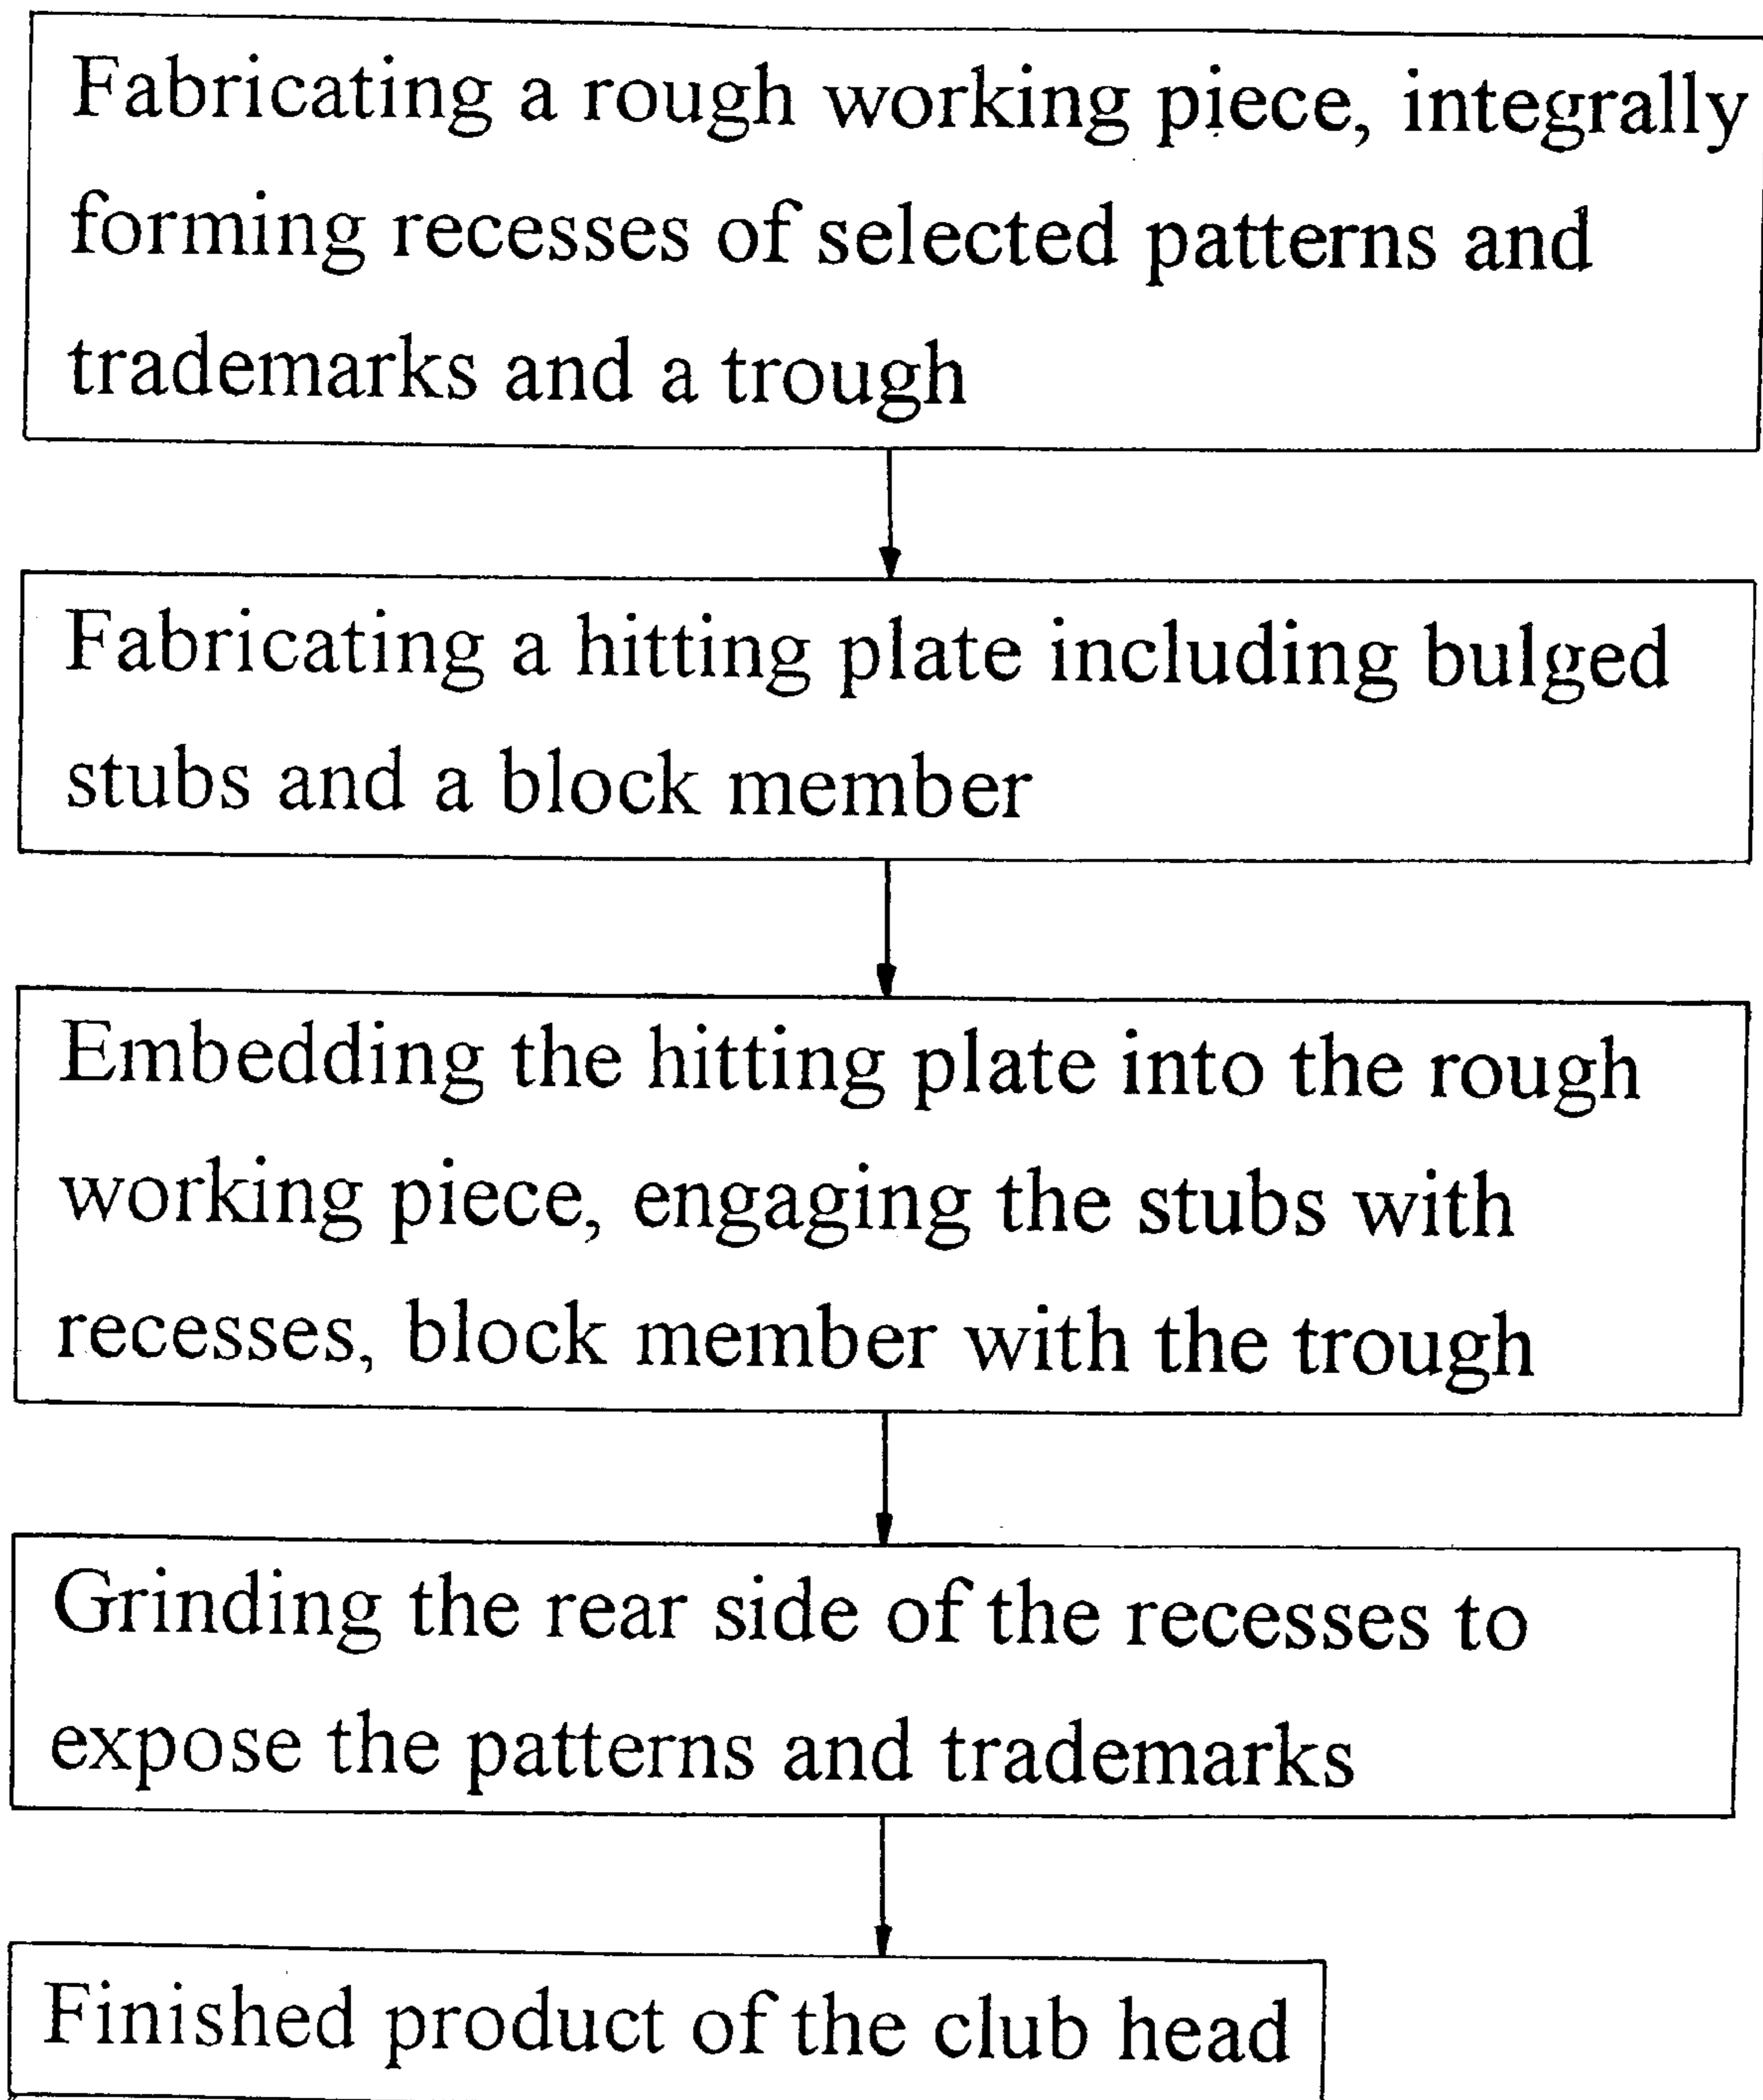 Fabricating a rough working piece, integrally
forming recesses of selected patterns and
trademarks and a trough
Fabricating a hitting plate including bulged
stubs and a block member
Embedding the hitting plate into the rough
working piece, engaging the stubs with
recesses, block member with the trough
Grinding the rear side of the recesses to
expose the patterns and trademarks
Finished product of the club head